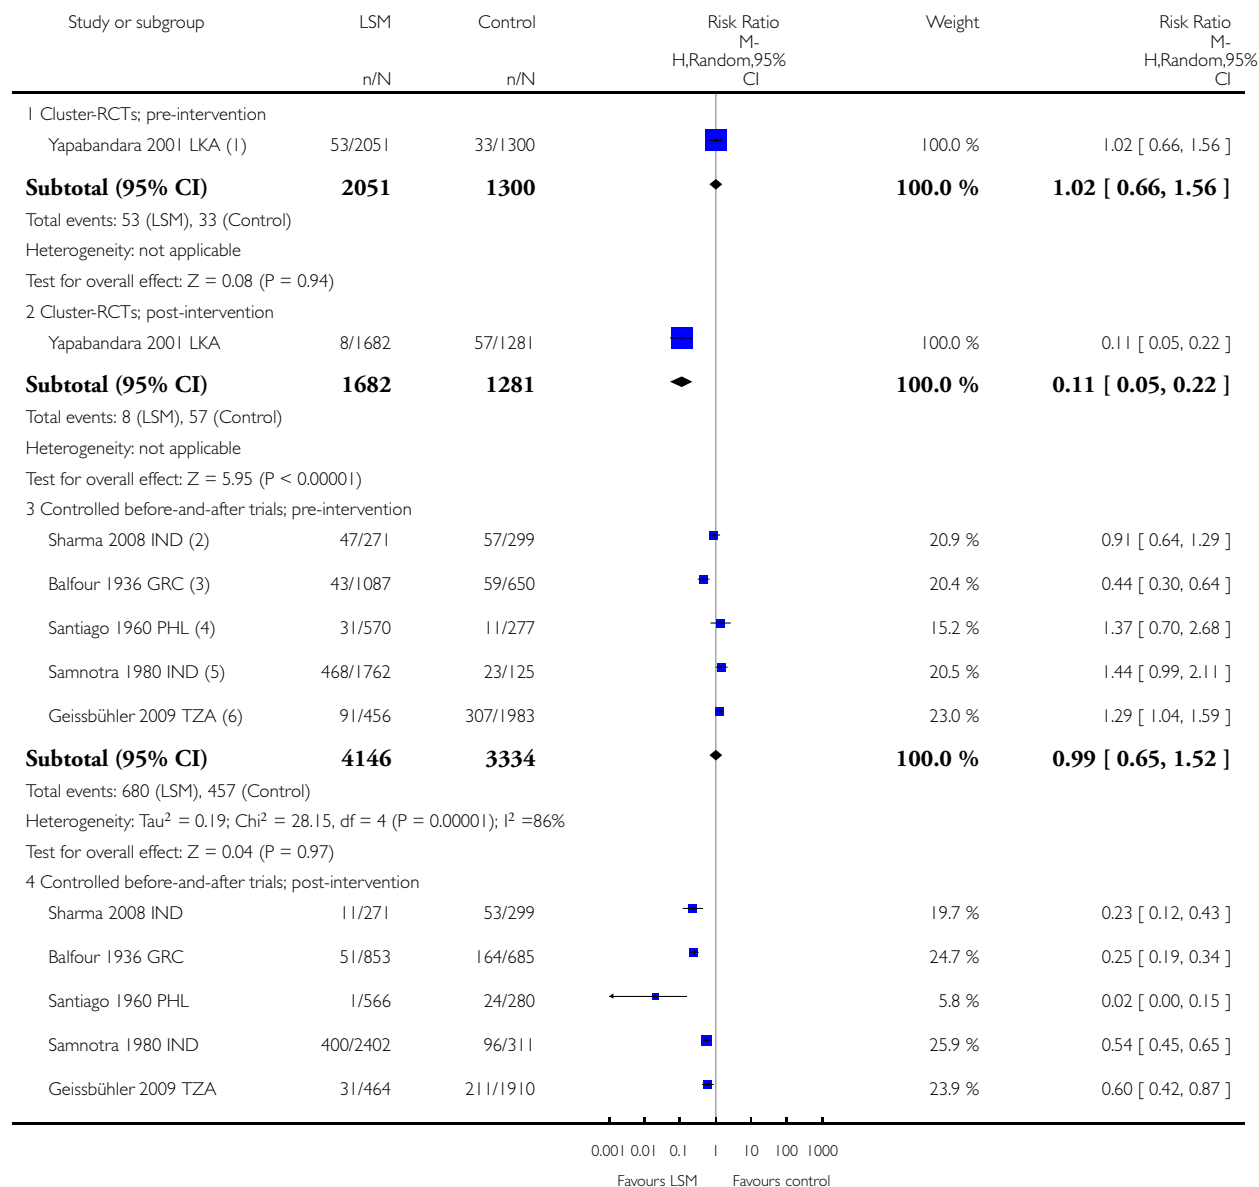 Study or subgroup LSM Control Risk Ratio Weight Risk Ratio
M- M-
H,Random,95% H,Random,95%
n/N n/N CI CI
1 Cluster-RCTs; pre-intervention
Yapabandara 2001 LKA (1) 53/2051 33/1300 100.0 % 1.02 [ 0.66, 1.56 ]
Subtotal (95% CI) 2051 1300 100.0 % 1.02 [ 0.66, 1.56 ]
Total events: 53 (LSM), 33 (Control)
Heterogeneity: not applicable
Test for overall effect: Z = 0.08 (P = 0.94)
2 Cluster-RCTs; post-intervention
Yapabandara 2001 LKA 8/1682 57/1281 100.0 % 0.11 [ 0.05, 0.22 ]
Subtotal (95% CI) 1682 1281 100.0 % 0.11 [ 0.05, 0.22 ]
Total events: 8 (LSM), 57 (Control)
Heterogeneity: not applicable
Test for overall effect: Z = 5.95 (P < 0.00001)
3 Controlled before-and-after trials; pre-intervention
Sharma 2008 IND (2) 47/271 57/299 20.9 % 0.91 [ 0.64, 1.29 ]
Balfour 1936 GRC (3) 43/1087 59/650 20.4 % 0.44 [ 0.30, 0.64 ]
Santiago 1960 PHL (4) 31/570 11/277 15.2 % 1.37 [ 0.70, 2.68 ]
Samnotra 1980 IND (5) 468/1762 23/125 20.5 % 1.44 [ 0.99, 2.11 ]
Geissbühler 2009 TZA (6) 91/456 307/1983 23.0 % 1.29 [ 1.04, 1.59 ]
Subtotal (95% CI) 4146 3334 100.0 % 0.99 [ 0.65, 1.52 ]
Total events: 680 (LSM), 457 (Control)
Heterogeneity: Tau² = 0.19; Chi² = 28.15, df = 4 (P = 0.00001); I² =86%
Test for overall effect: Z = 0.04 (P = 0.97)
4 Controlled before-and-after trials; post-intervention
Sharma 2008 IND 11/271 53/299 19.7 % 0.23 [ 0.12, 0.43 ]
Balfour 1936 GRC 51/853 164/685 24.7 % 0.25 [ 0.19, 0.34 ]
Santiago 1960 PHL 1/566 24/280 5.8 % 0.02 [ 0.00, 0.15 ]
Samnotra 1980 IND 400/2402 96/311 25.9 % 0.54 [ 0.45, 0.65 ]
Geissbühler 2009 TZA 31/464 211/1910 23.9 % 0.60 [ 0.42, 0.87 ]
0.001 0.01 0.1 1 10 100 1000
Favours LSM Favours control